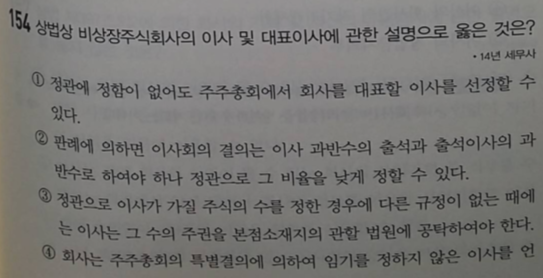 154 상법상 비상장주식회사의 이사 및 대표이사에 관한 설명으로 옳은 것은?
• 14년 세무사
① 정관에 정함이 없어도 주주총회에서 회사를 대표할 이사를 선정할 수
있다.
② 판례에 의하면 이사회의 결의는 이사 과반수의 출석과 출석이사의 과
반수로 하여야 하나 정관으로 그 비율을 낮게 정할 수 있다.
③ 정관으로 이사가 가질 주식의 수를 정한 경우에 다른 규정이 없는 때에
는 이사는 그 수의 주권을 본점소재지의 관할 법원에 공탁하여야 한다.
④ 회사는 주주총회의 특별결의에 의하여 임기를 정하지 않은 이사를 언